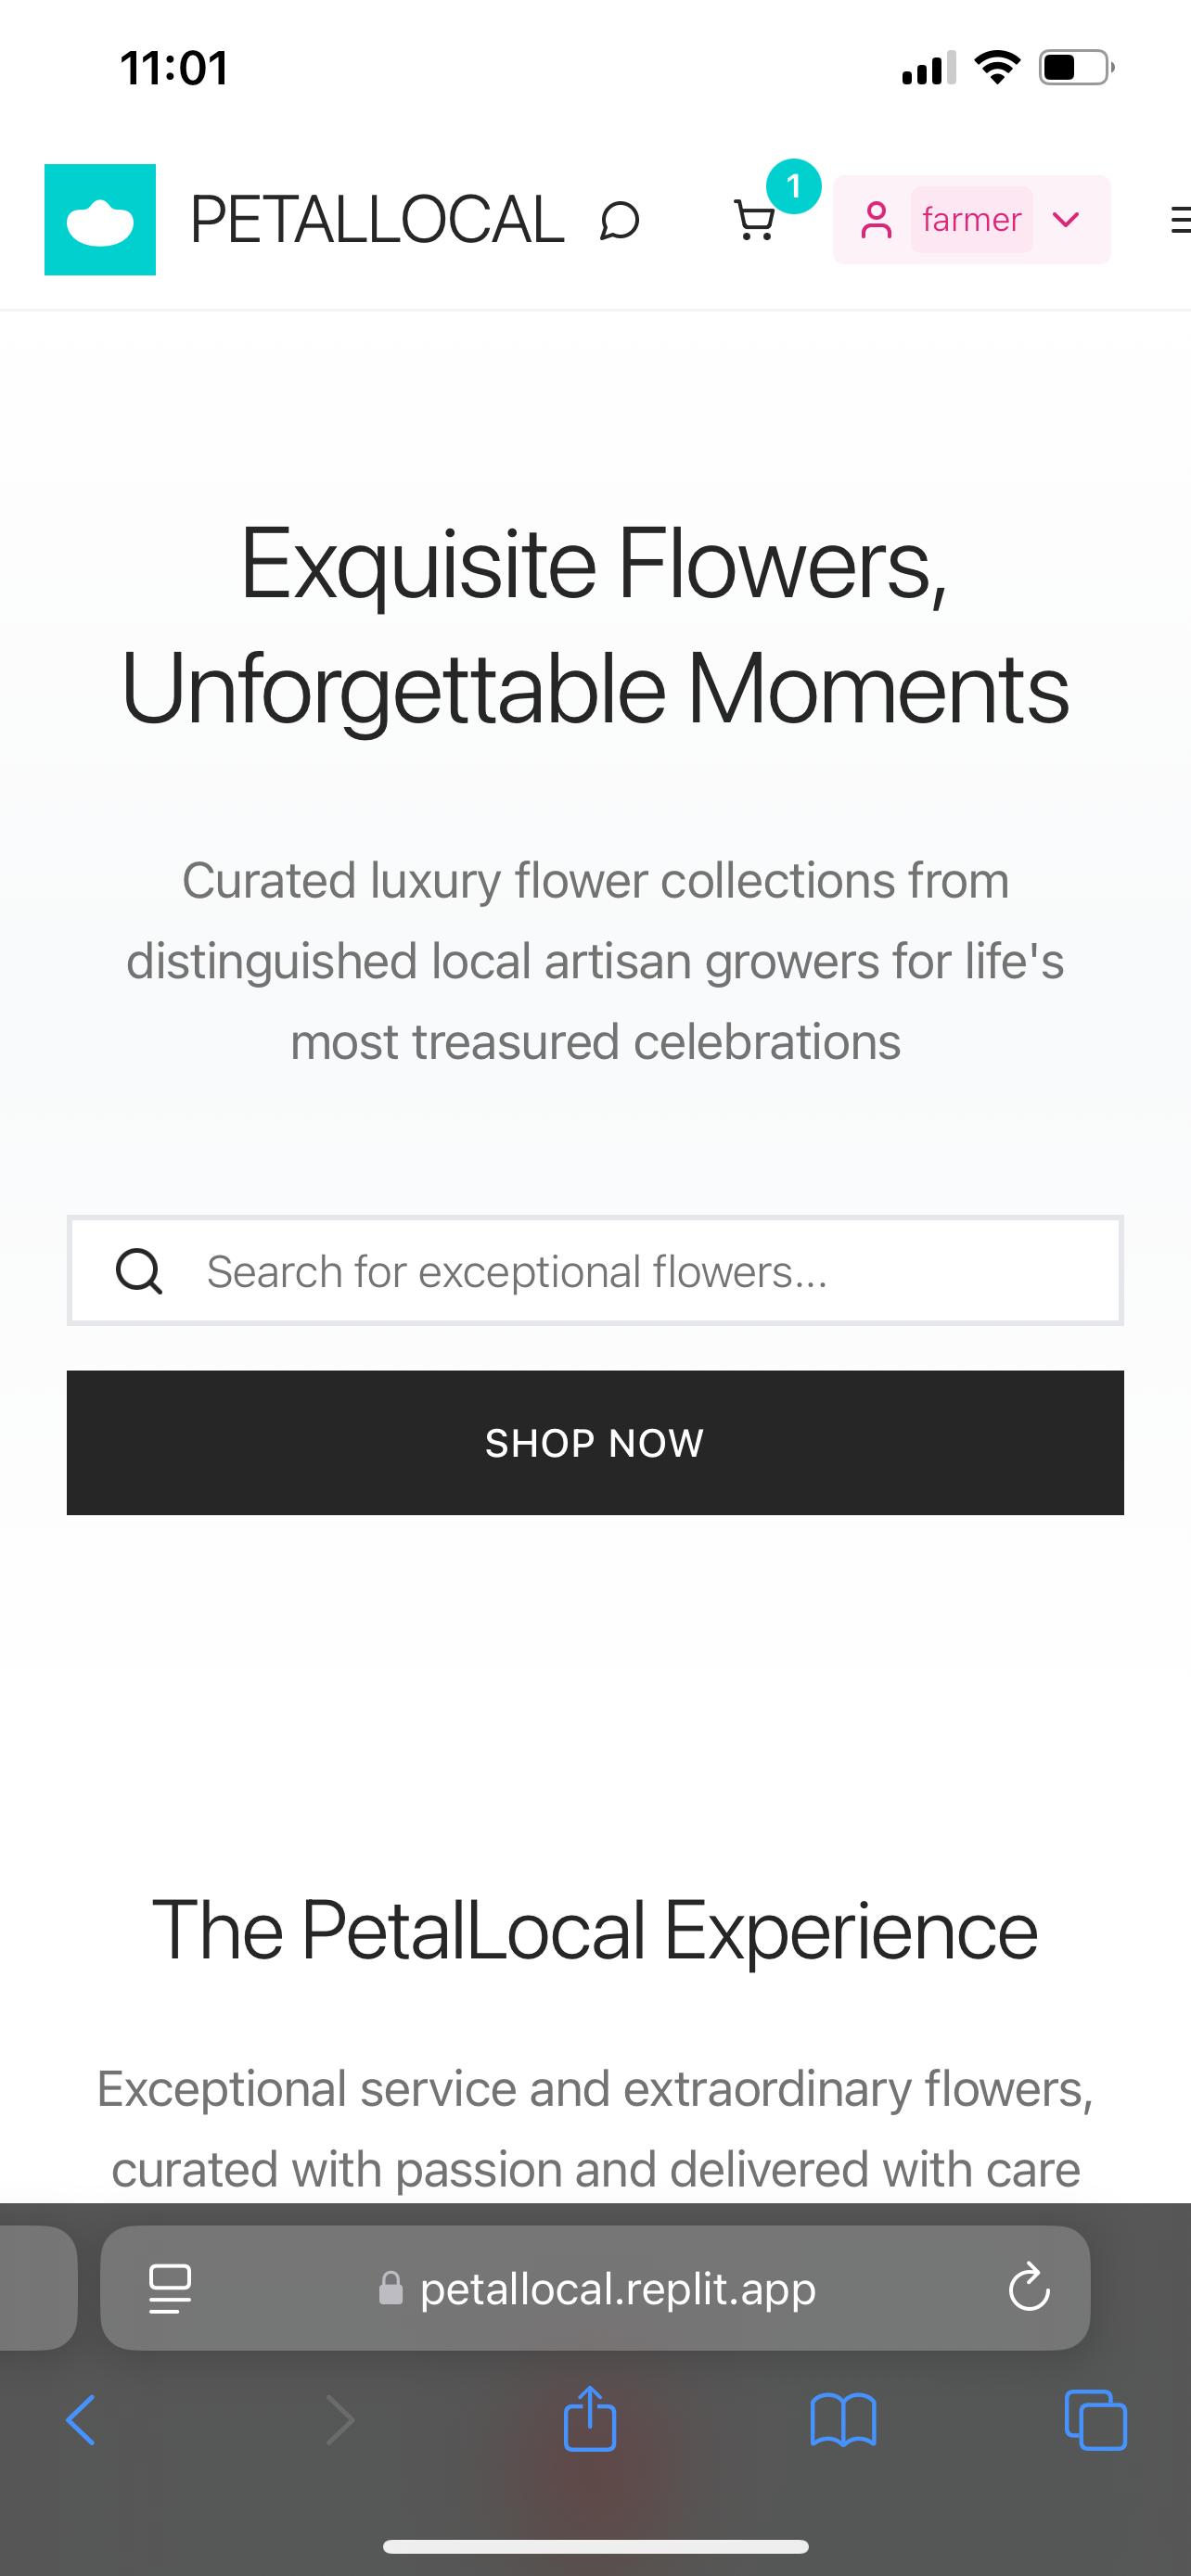 11:01
PETALLOCAL
1
farmer
Exquisite Flowers,
Unforgettable Moments
Curated luxury flower collections from
distinguished local artisan growers for life's
most treasured celebrations
Search for exceptional flowers...
SHOP NOW
The PetalLocal Experience
Exceptional service and extraordinary flowers,
curated with passion and delivered with care
petallocal.replit.app